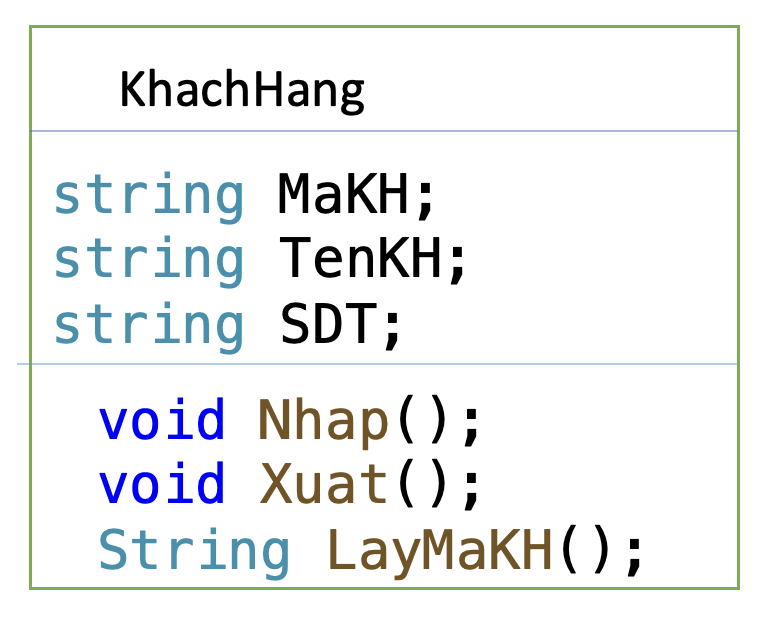 KhachHang
string MaKH;
string TenKH;
string SDT;
void Nhap();
void Xuat();
String LayMaKH();